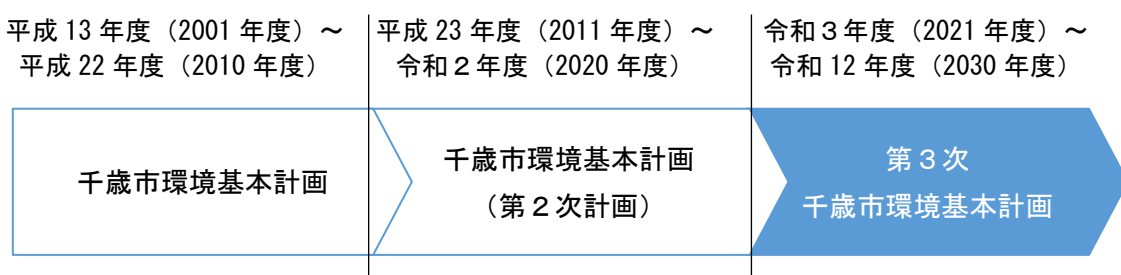 平成 13 年度（2001 年度）～
平成 22 年度（2010 年度）
平成 23 年度（2011 年度）～
令和２年度（2020 年度）
令和３年度（2021 年度）～
令和 12 年度（2030 年度）
千歳市環境基本計画
千歳市環境基本計画
（第２次計画）
第３次
千歳市環境基本計画